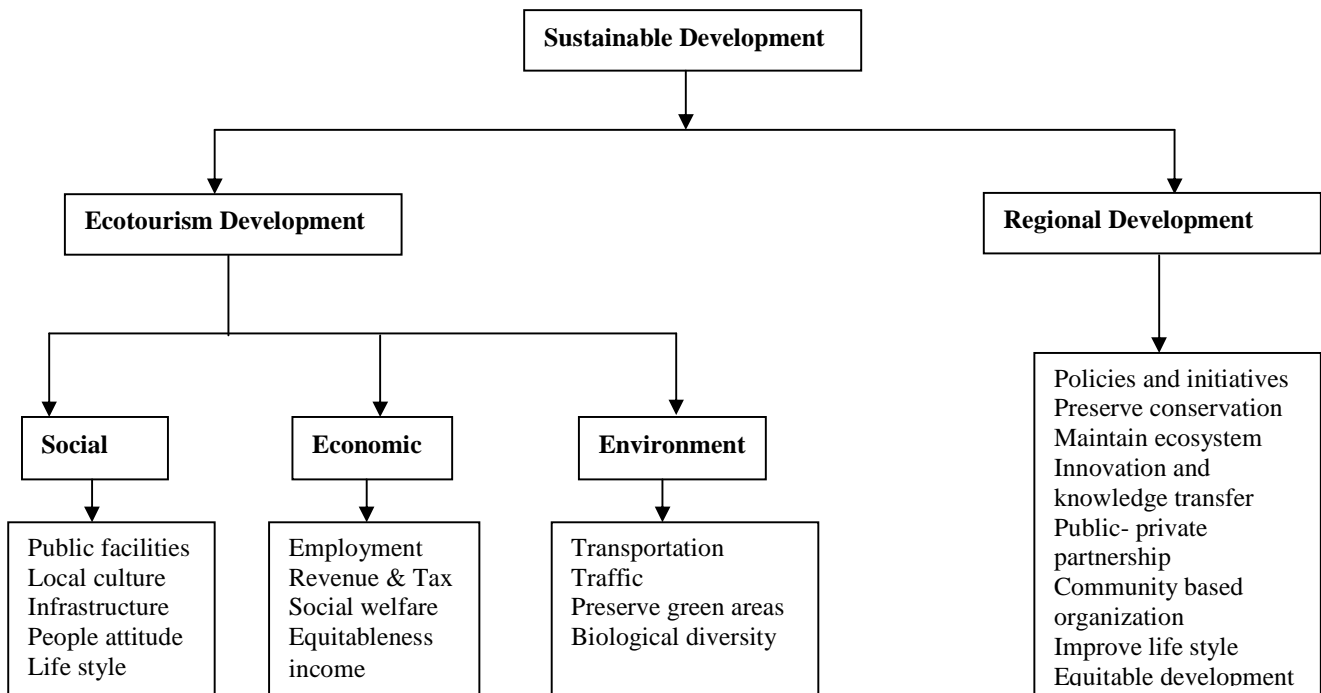 Sustainable Development
Ecotourism Development
Regional Development
Social
Economic
Environment
Public facilities
Local culture
Infrastructure
People attitude
Life style
Employment
Revenue & Tax
Social welfare
Equitableness
income
Transportation
Traffic
Preserve green areas
Biological diversity
Policies and initiatives
Preserve conservation
Maintain ecosystem
Innovation and
knowledge transfer
Public- private
partnership
Community based
organization
Improve life style
Equitable development